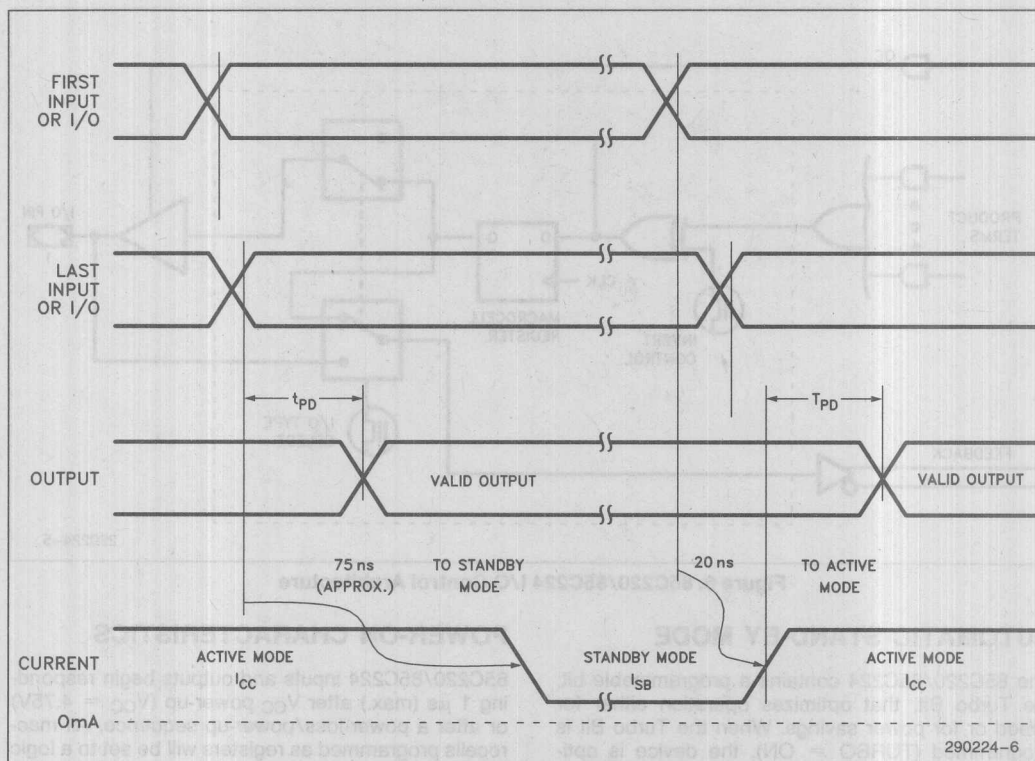 FIRST
INPUT
OR I/O
LAST
INPUT
OR I/O
tPD
TPD
OUTPUT
VALID OUTPUT
VALID OUTPUT
75 ns
(APPROX.)
TO STANDBY
MODE
20 ns
TO ACTIVE
MODE
CURRENT
ACTIVE MODE
ICC
STANDBY MODE
ISB
ACTIVE MODE
ICC
0mA
290224-6